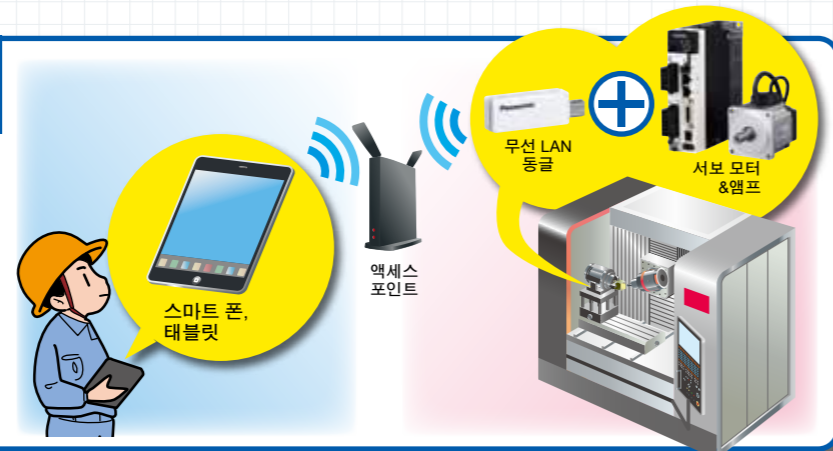 Panasonic
무선 LAN
동글
서보 모터
&앰프
액세스
포인트
스마트 폰,
태블릿